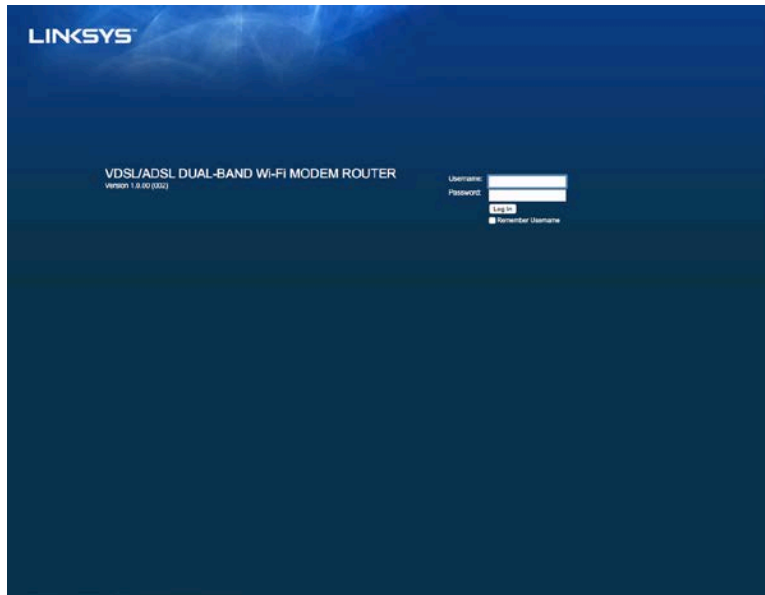 LINKSYS
VDSL/ADSL DUAL-BAND Wi-Fi MODEM ROUTER
Version 1.0.00 (002)
Username:
Password:
Log In
Remember Username